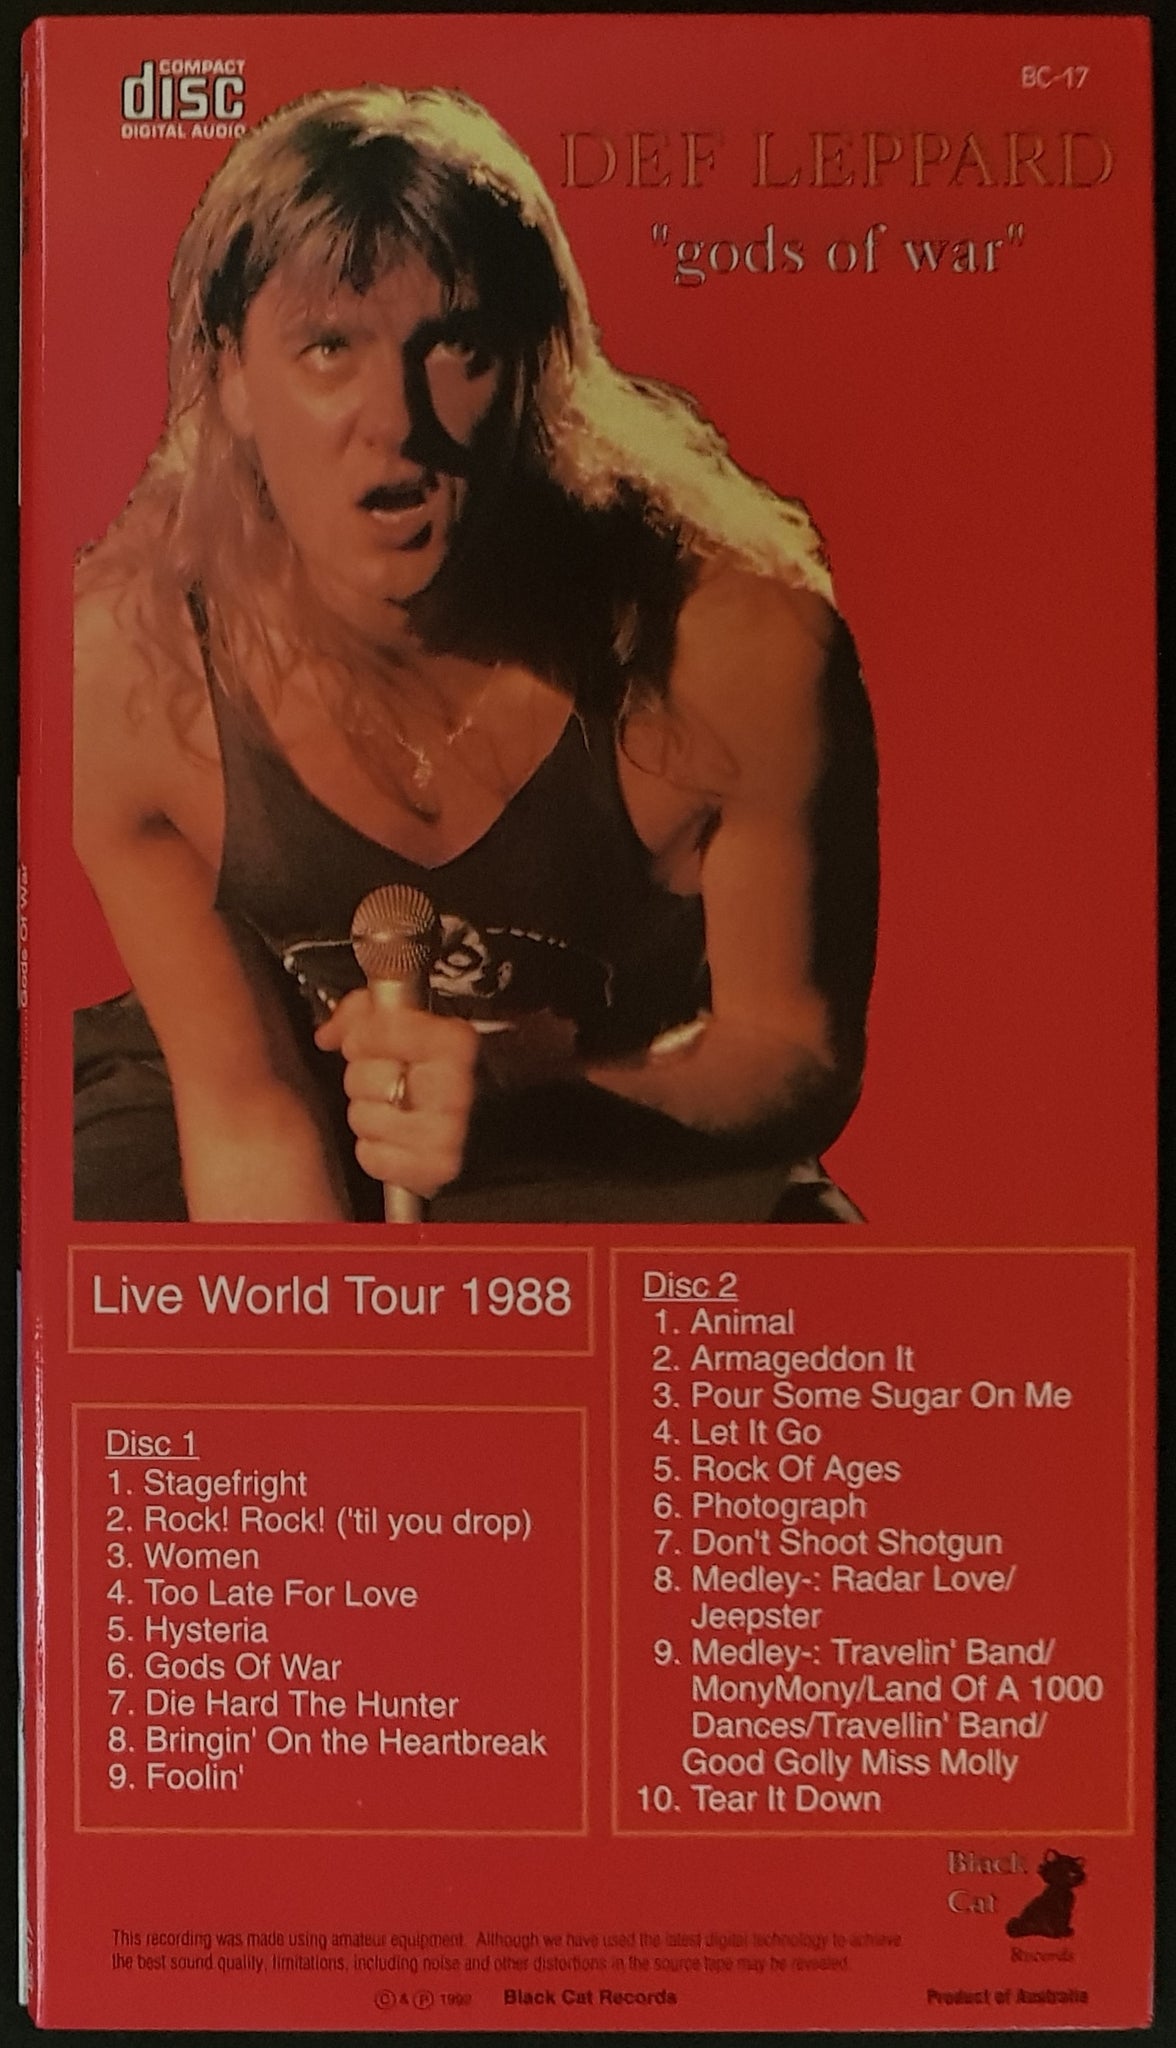 COMPACT
disc
DIGITAL AUDIO
BC-17
DEF LEPPARD
"gods of war"
Gods Of War
Live World Tour 1988
Disc 1
1. Stagefright
2. Rock! Rock! ('til you drop)
3. Women
4. Too Late For Love
5. Hysteria
6. Gods Of War
7. Die Hard The Hunter
8. Bringin' On the Heartbreak
9. Foolin'
Disc 2
1. Animal
2. Armageddon It
3. Pour Some Sugar On Me
4. Let It Go
5. Rock Of Ages
6. Photograph
7. Don't Shoot Shotgun
8. Medley-: Radar Love/
Jeepster
9. Medley-: Travelin' Band/
MonyMony/Land Of A 1000
Dances/Travellin' Band/
Good Golly Miss Molly
10. Tear It Down
Black
Cat
Records
This recording was made using amateur equipment. Although we have used the latest digital technology to achieve
the best sound quality, limitations, including noise and other distortions in the source tape may be revealed.
© & ℗ 1992 Black Cat Records
Product of Australia